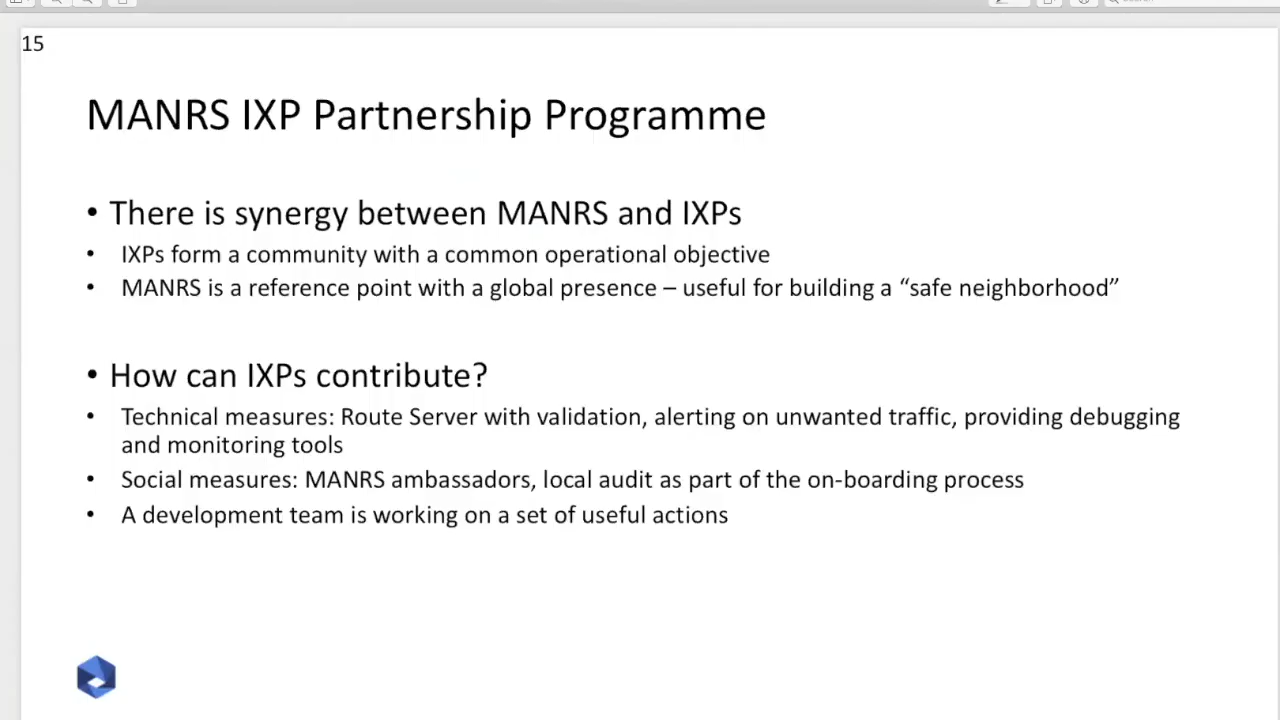 15
MANRS IXP Partnership Programme
• There is synergy between MANRS and IXPs
• IXPs form a community with a common operational objective
• MANRS is a reference point with a global presence – useful for building a “safe neighborhood”
• How can IXPs contribute?
• Technical measures: Route Server with validation, alerting on unwanted traffic, providing debugging
and monitoring tools
• Social measures: MANRS ambassadors, local audit as part of the on-boarding process
• A development team is working on a set of useful actions